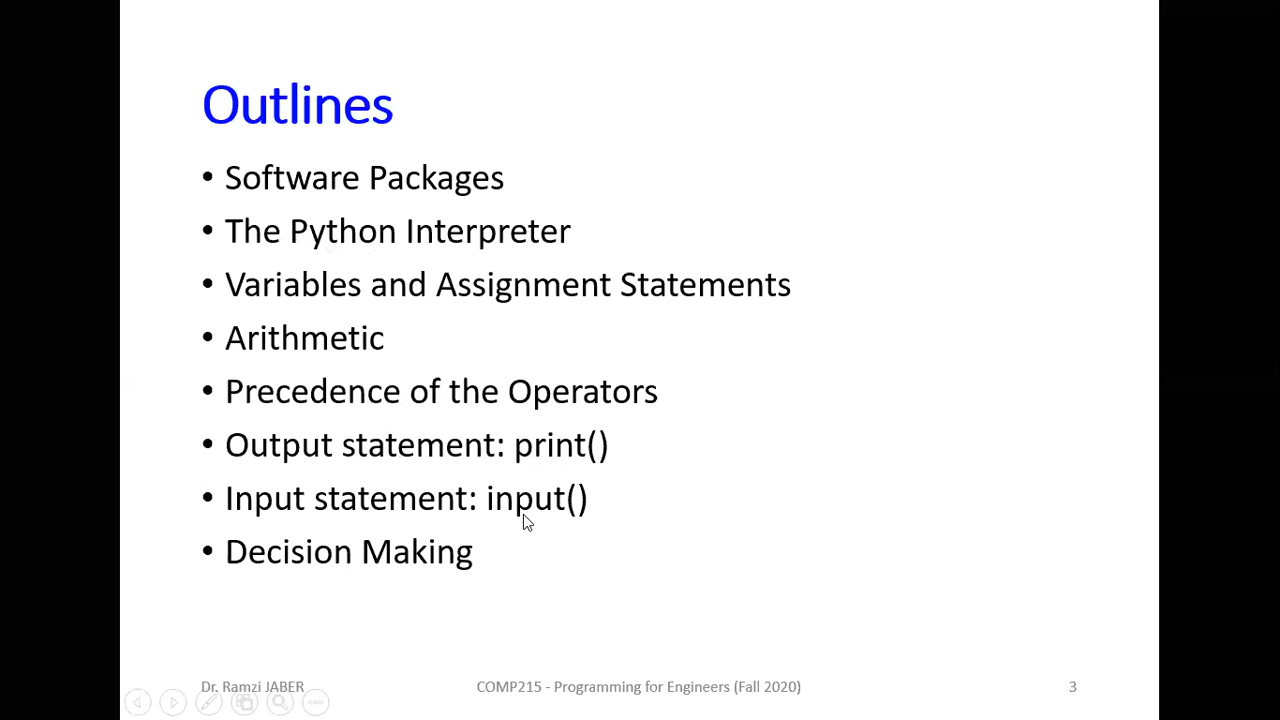 Outlines
• Software Packages
• The Python Interpreter
• Variables and Assignment Statements
• Arithmetic
• Precedence of the Operators
• Output statement: print()
• Input statement: input()
• Decision Making
Dr. Ramzi JABER
COMP215 - Programming for Engineers (Fall 2020)
3